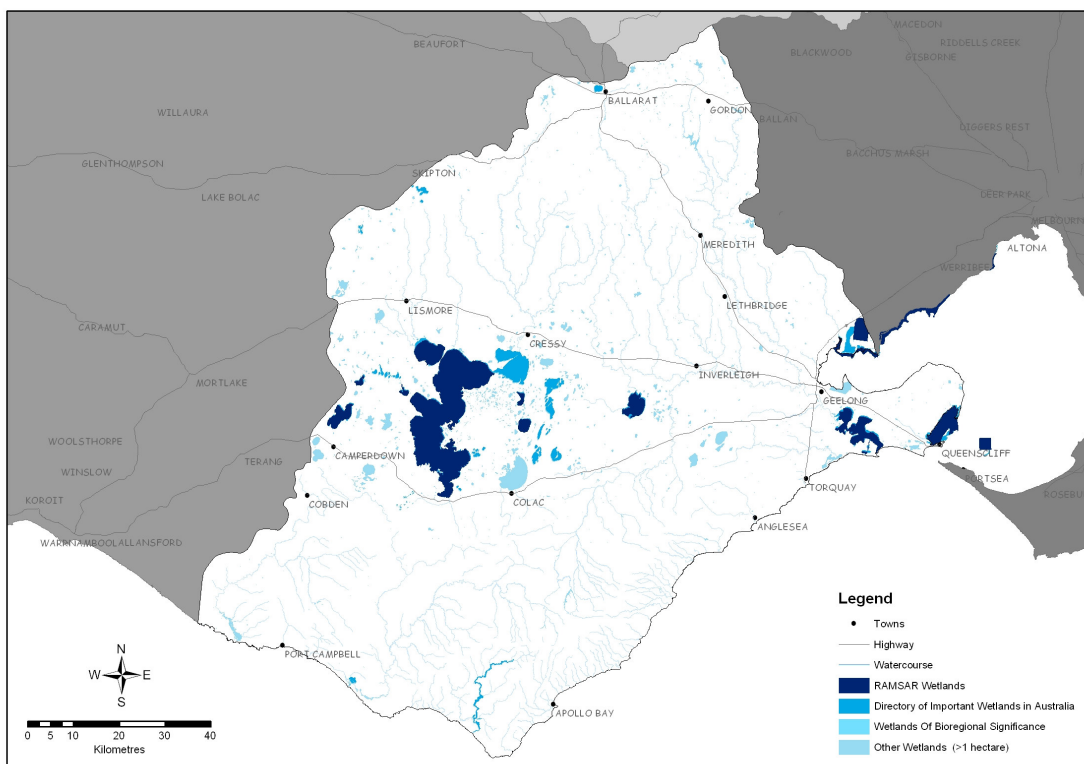 MACEDON
RIDDELLS CREEK
BEAUFORT
BLACKWOOD
GISBORNE
BALLARAT
GORDON
BALLAN
WILLAURA
DIGGERS REST
BACCHUS MARSH
GLENTHOMPSON
SKIPTON
LAKE BOLAC
DEER PARK
MELBOURNE
MEREDITH
ALTONA
WERRIBEE
LETHBRIDGE
LISMORE
CARAMUT
CRESSY
INVERLEIGH
MORTLAKE
GEELONG
WOOLSTHORPE
CAMPERDOWN
QUEENSCLIFF
TERANG
WINSLOW
PORTSEA
TORQUAY
KOROIT
COBDEN
COLAC
ROSEBU
ANGLESEA
WARRNAMBOOL
ALLANSFORD
PORT CAMPBELL
APOLLO BAY
N
W E
S
0 5 10 20 30 40
Kilometres
Legend
Towns
Highway
Watercourse
RAMSAR Wetlands
Directory of Important Wetlands in Australia
Wetlands Of Bioregional Significance
Other Wetlands (>1 hectare)